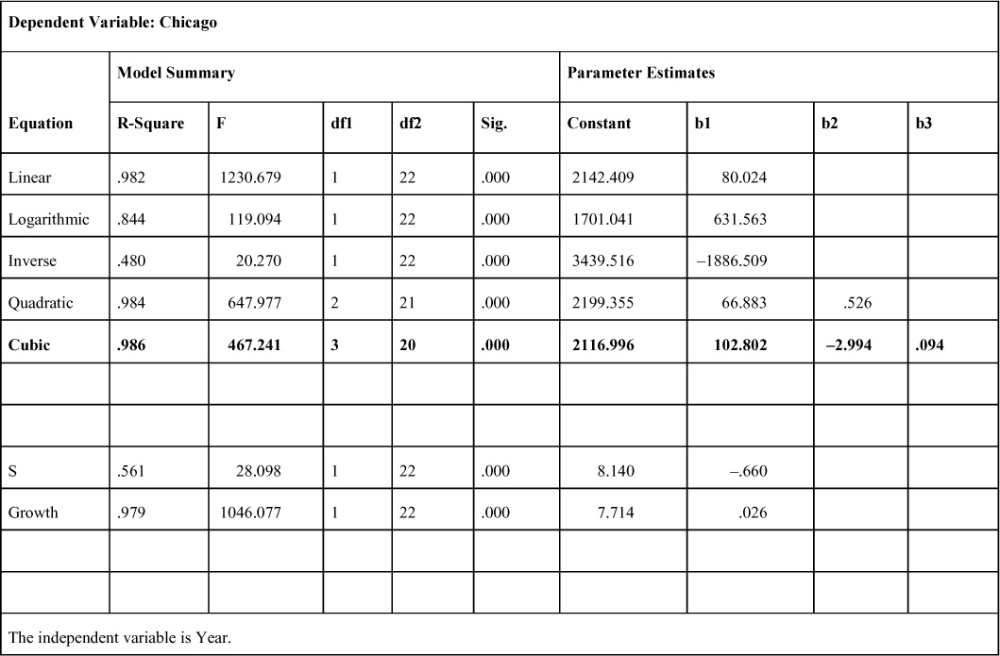 Dependent Variable: Chicago
Model Summary Parameter Estimates
Equation R-Square F df1 df2 Sig. Constant b1 b2 b3
Linear .982 1230.679 1 22 .000 2142.409 80.024
Logarithmic .844 119.094 1 22 .000 1701.041 631.563
Inverse .480 20.270 1 22 .000 3439.516 –1886.509
Quadratic .984 647.977 2 21 .000 2199.355 66.883 .526
Cubic .986 467.241 3 20 .000 2116.996 102.802 –2.994 .094
S .561 28.098 1 22 .000 8.140 –.660
Growth .979 1046.077 1 22 .000 7.714 .026
The independent variable is Year.